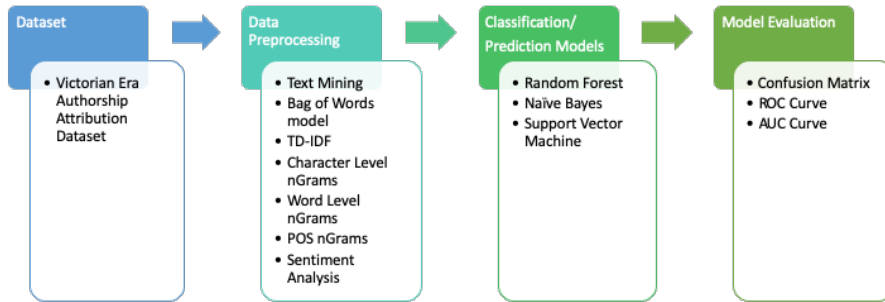 Dataset
• Victorian Era
Authorship
Attribution
Dataset
Data
Preprocessing
• Text Mining
• Bag of Words
model
• TD-IDF
• Character Level
nGrams
• Word Level
nGrams
• POS nGrams
• Sentiment
Analysis
Classification/
Prediction Models
• Random Forest
• Naïve Bayes
• Support Vector
Machine
Model Evaluation
• Confusion Matrix
• ROC Curve
• AUC Curve